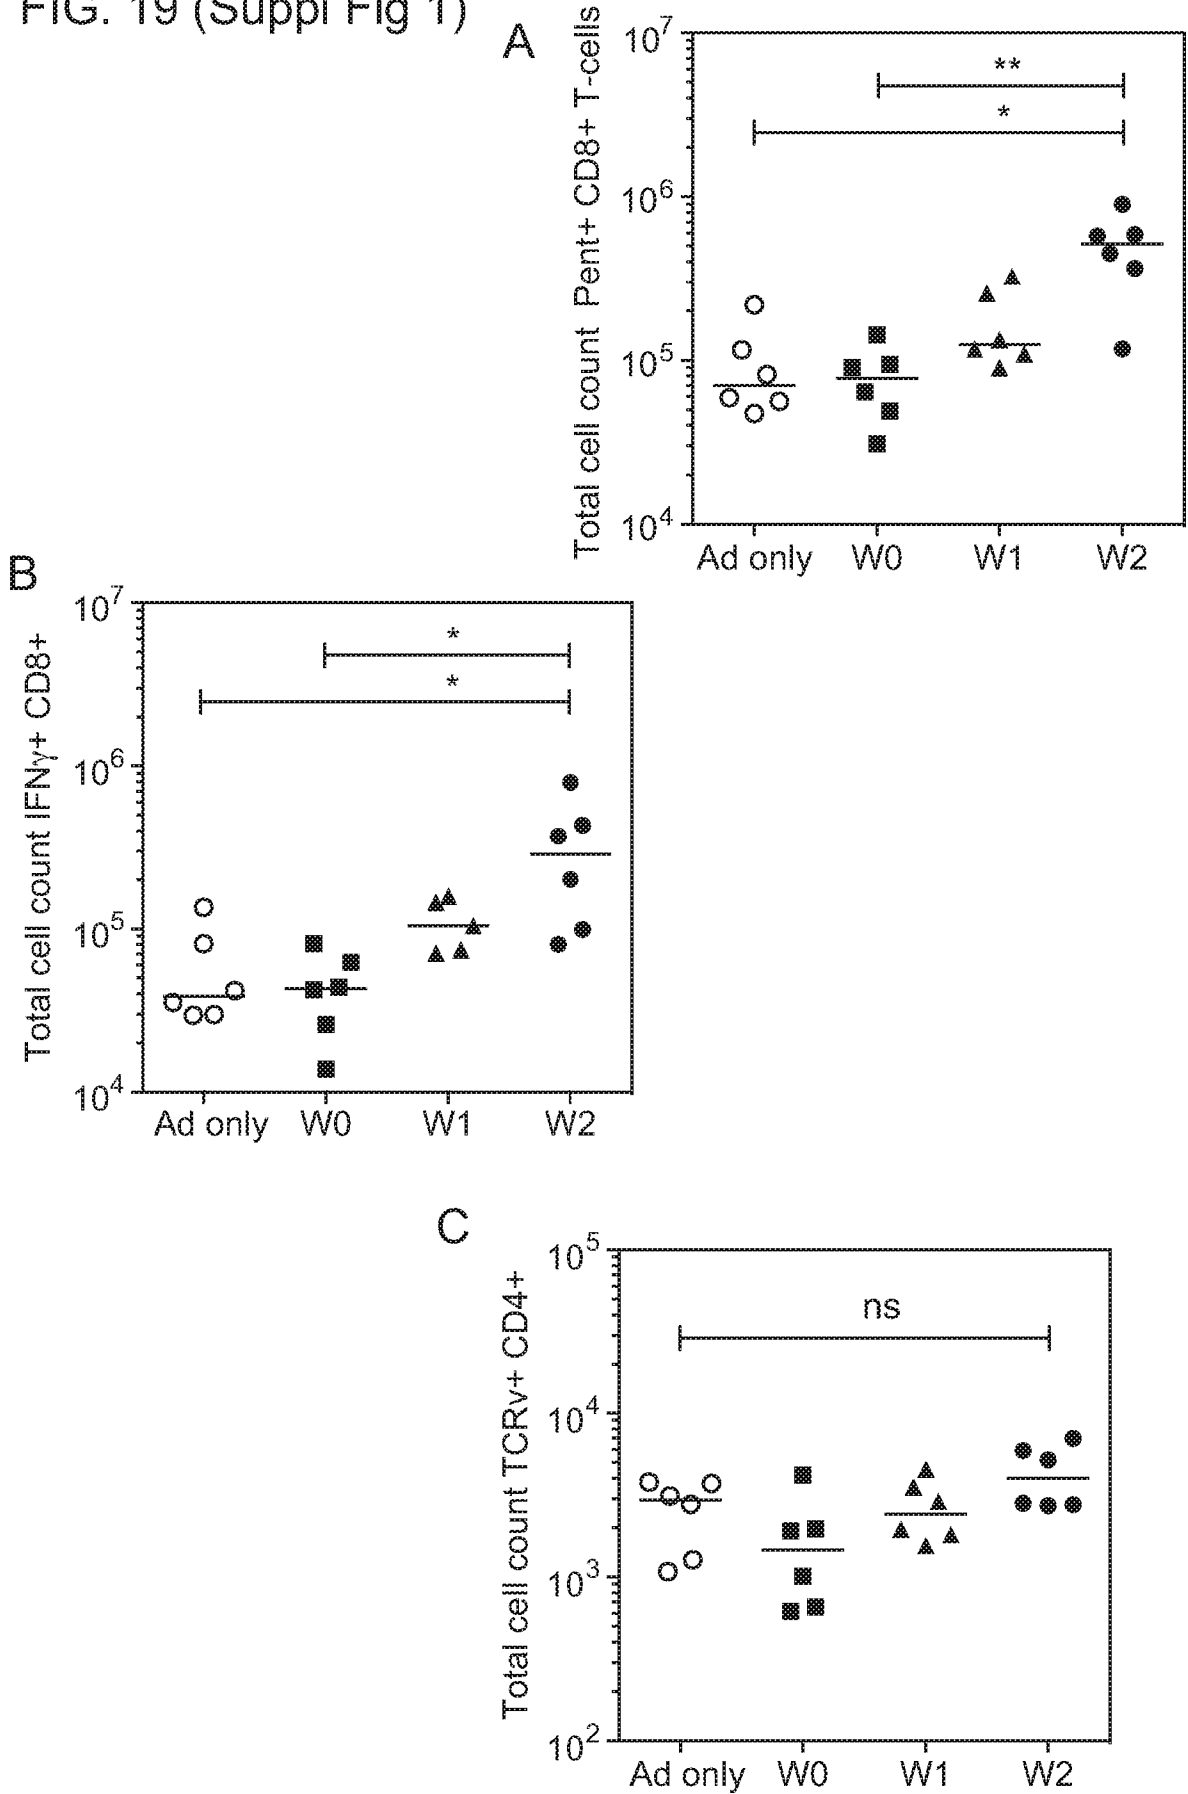 FIG. 19 (Suppl Fig 1)
A
Total cell count Pent+ CD8+ T-cells
10^7
10^6
10^5
10^4
**
*
Ad only W0 W1 W2
B
Total cell count IFNγ+ CD8+
10^7
10^6
10^5
10^4
*
*
Ad only W0 W1 W2
C
Total cell count TCRv+ CD4+
10^5
10^4
10^3
10^2
ns
Ad only W0 W1 W2